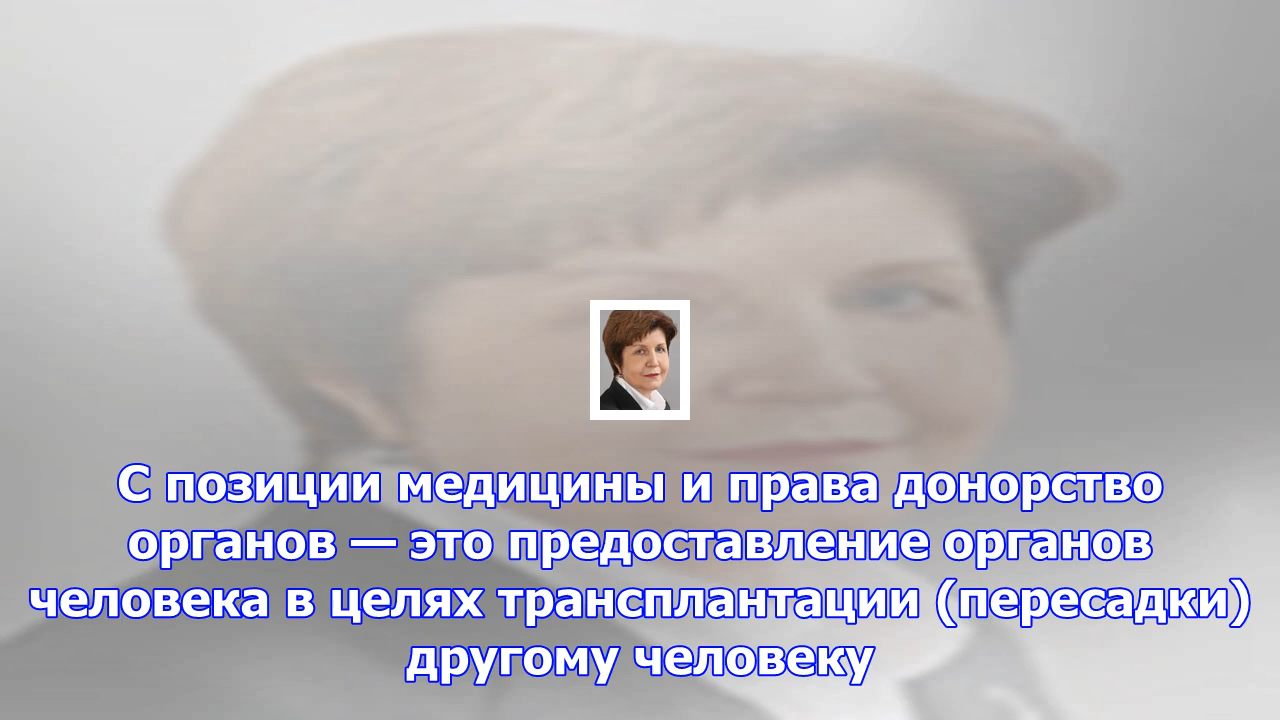 С позиции медицины и права донорство
органов — это предоставление органов
человека в целях трансплантации (пересадки)
другому человеку